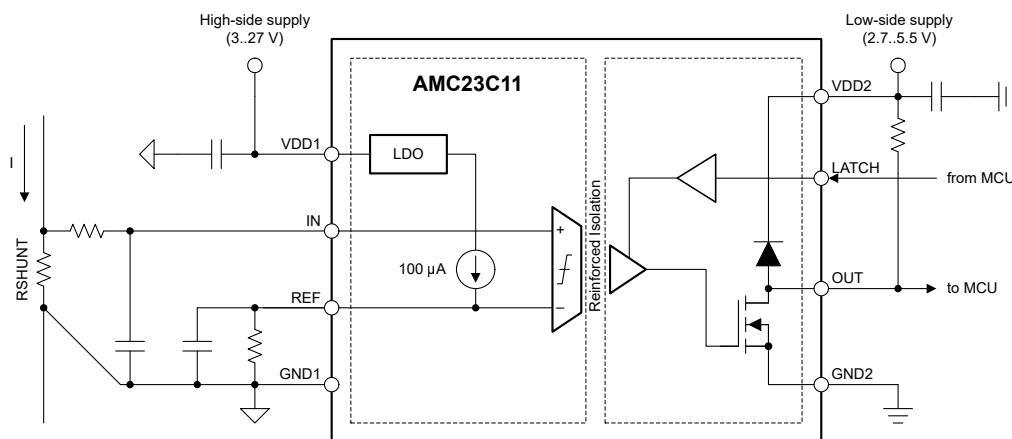 High-side supply
(3..27 V)
Low-side supply
(2.7..5.5 V)
AMC23C11
VDD2
VDD1
LDO
LATCH
from MCU
I
IN
+
RSHUNT
100 µA
Reinforced Isolation
OUT
to MCU
REF
–
GND1
GND2